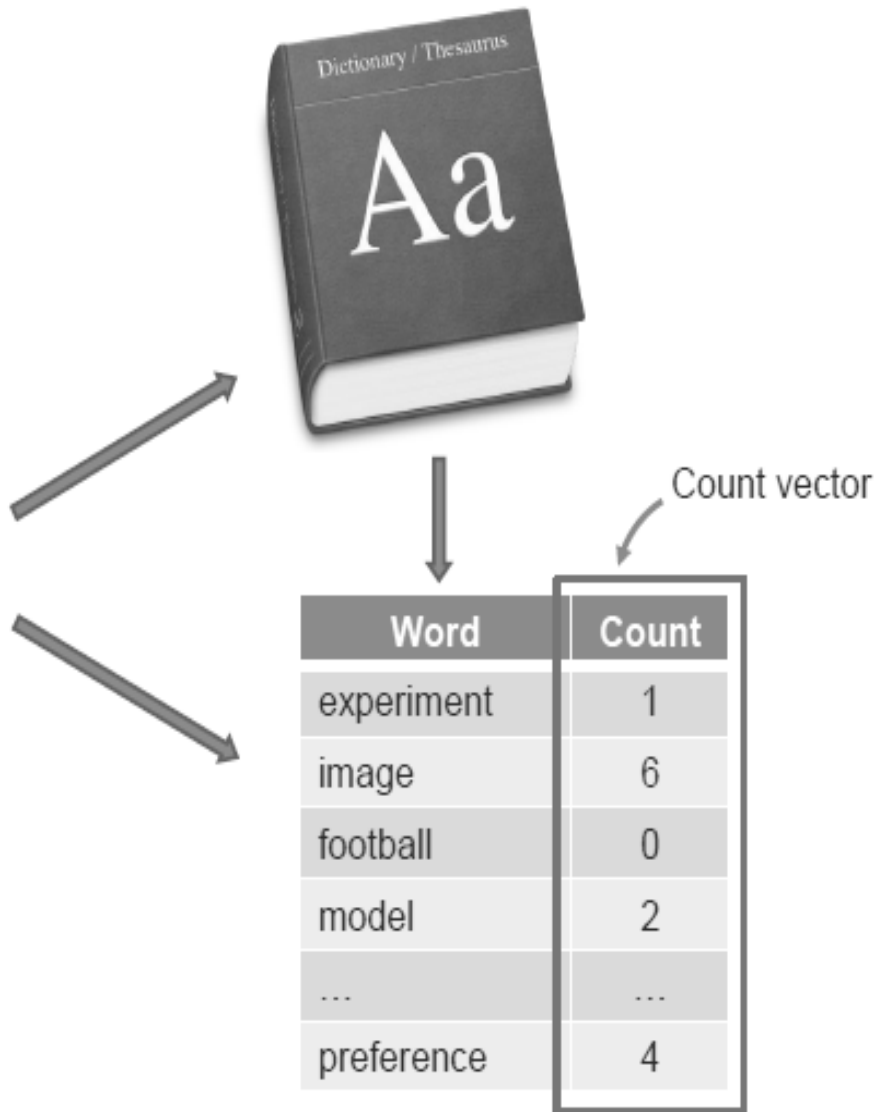 Dictionary / Thesaurus
Aa
Count vector
Word Count
experiment 1
image 6
football 0
model 2
... ...
preference 4